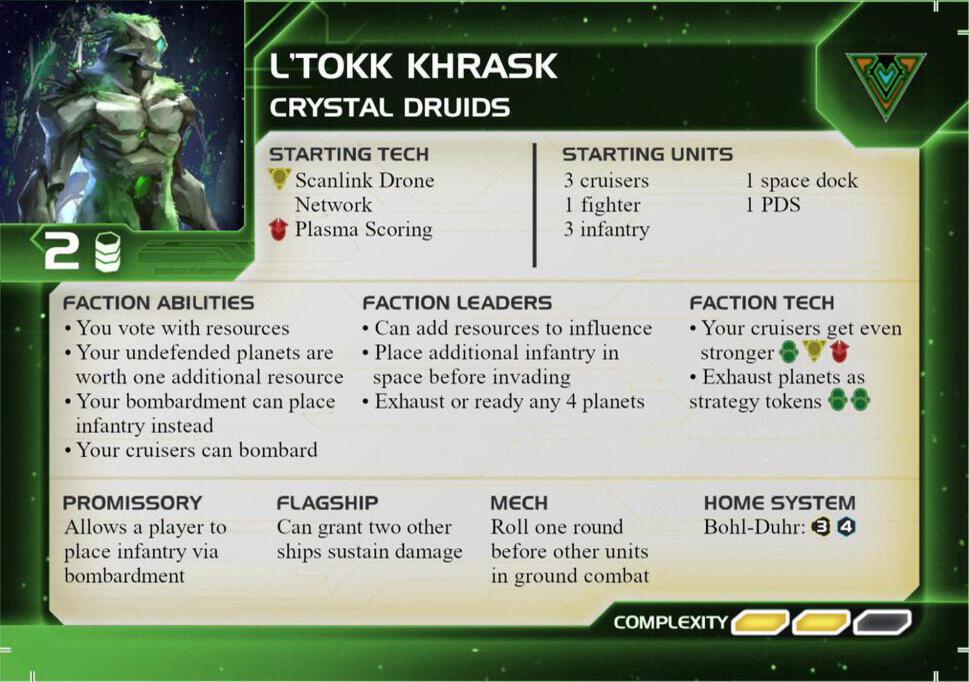 L'TOKK KHRASK
CRYSTAL DRUIDS
2
STARTING TECH
Scanlink Drone
Network
Plasma Scoring
STARTING UNITS
3 cruisers
1 fighter
3 infantry
1 space dock
1 PDS
FACTION ABILITIES
• You vote with resources
• Your undefended planets are
worth one additional resource
• Your bombardment can place
infantry instead
• Your cruisers can bombard
FACTION LEADERS
• Can add resources to influence
• Place additional infantry in
space before invading
• Exhaust or ready any 4 planets
FACTION TECH
• Your cruisers get even
stronger
• Exhaust planets as
strategy tokens
PROMISSORY
Allows a player to
place infantry via
bombardment
FLAGSHIP
Can grant two other
ships sustain damage
MECH
Roll one round
before other units
in ground combat
HOME SYSTEM
Bohl-Duhr: 3 4
COMPLEXITY